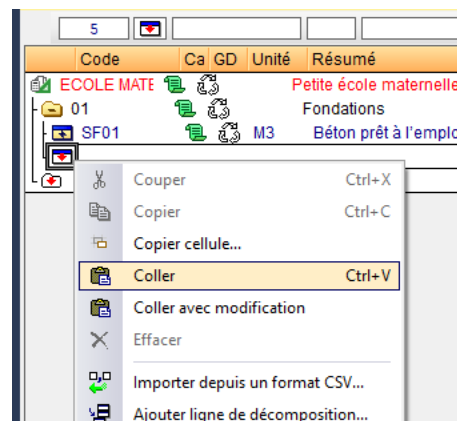 5
Code Ca GD Unité Résumé
ECOLE MATE Petite école maternelle
01 Fondations
SF01 M3 Béton prêt à l'emplo
Couper Ctrl+X
Copier Ctrl+C
Copier cellule...
Coller Ctrl+V
Coller avec modification
Effacer
Importer depuis un format CSV...
Ajouter ligne de décomposition...